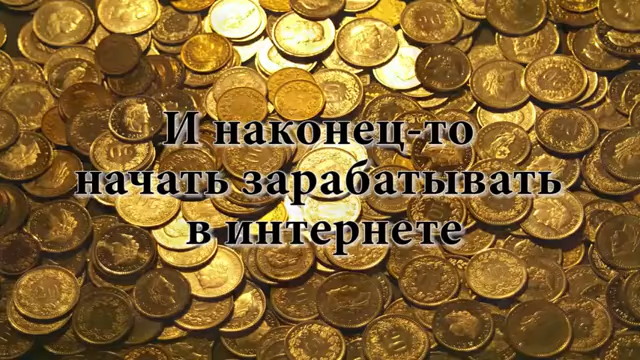 И наконец-то
начать зарабатывать
в интернете